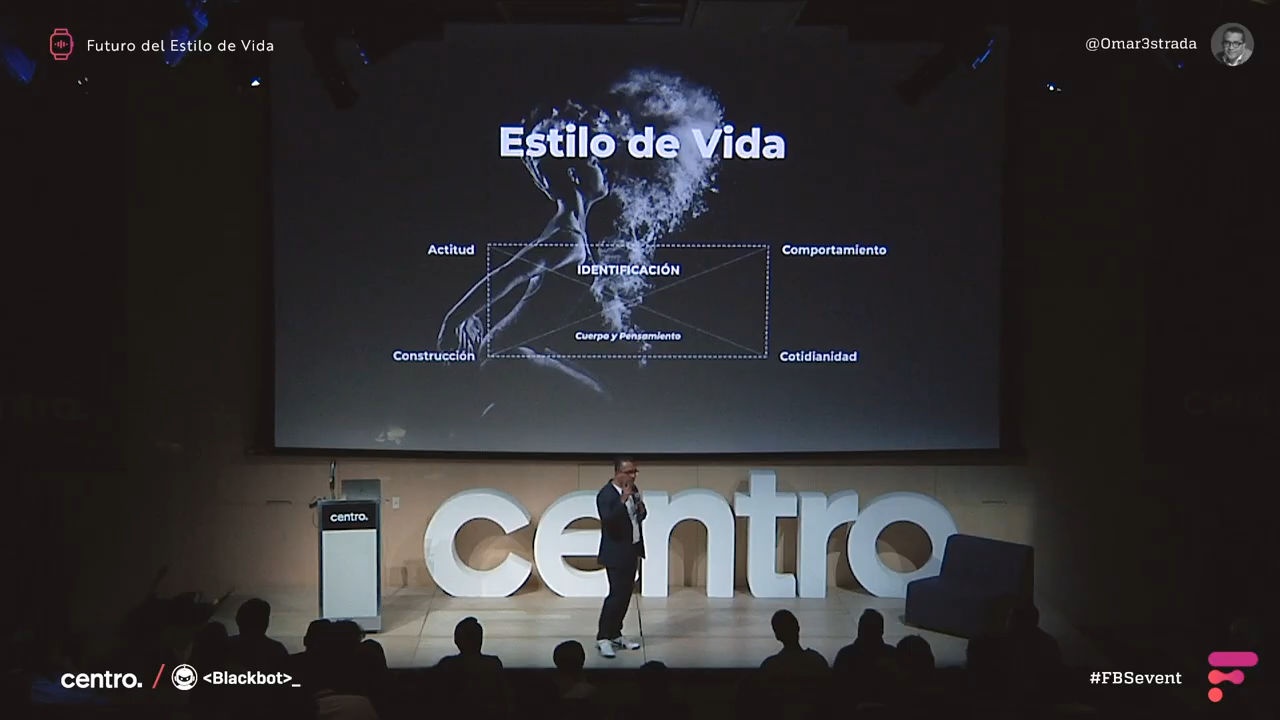 Futuro del Estilo de Vida
@Omar3strada
Estilo de Vida
Actitud
Comportamiento
IDENTIFICACIÓN
Cuerpo y Pensamiento
Construcción
Cotidianidad
centro.
centro
centro. / <Blackbot>_
#FBSevent